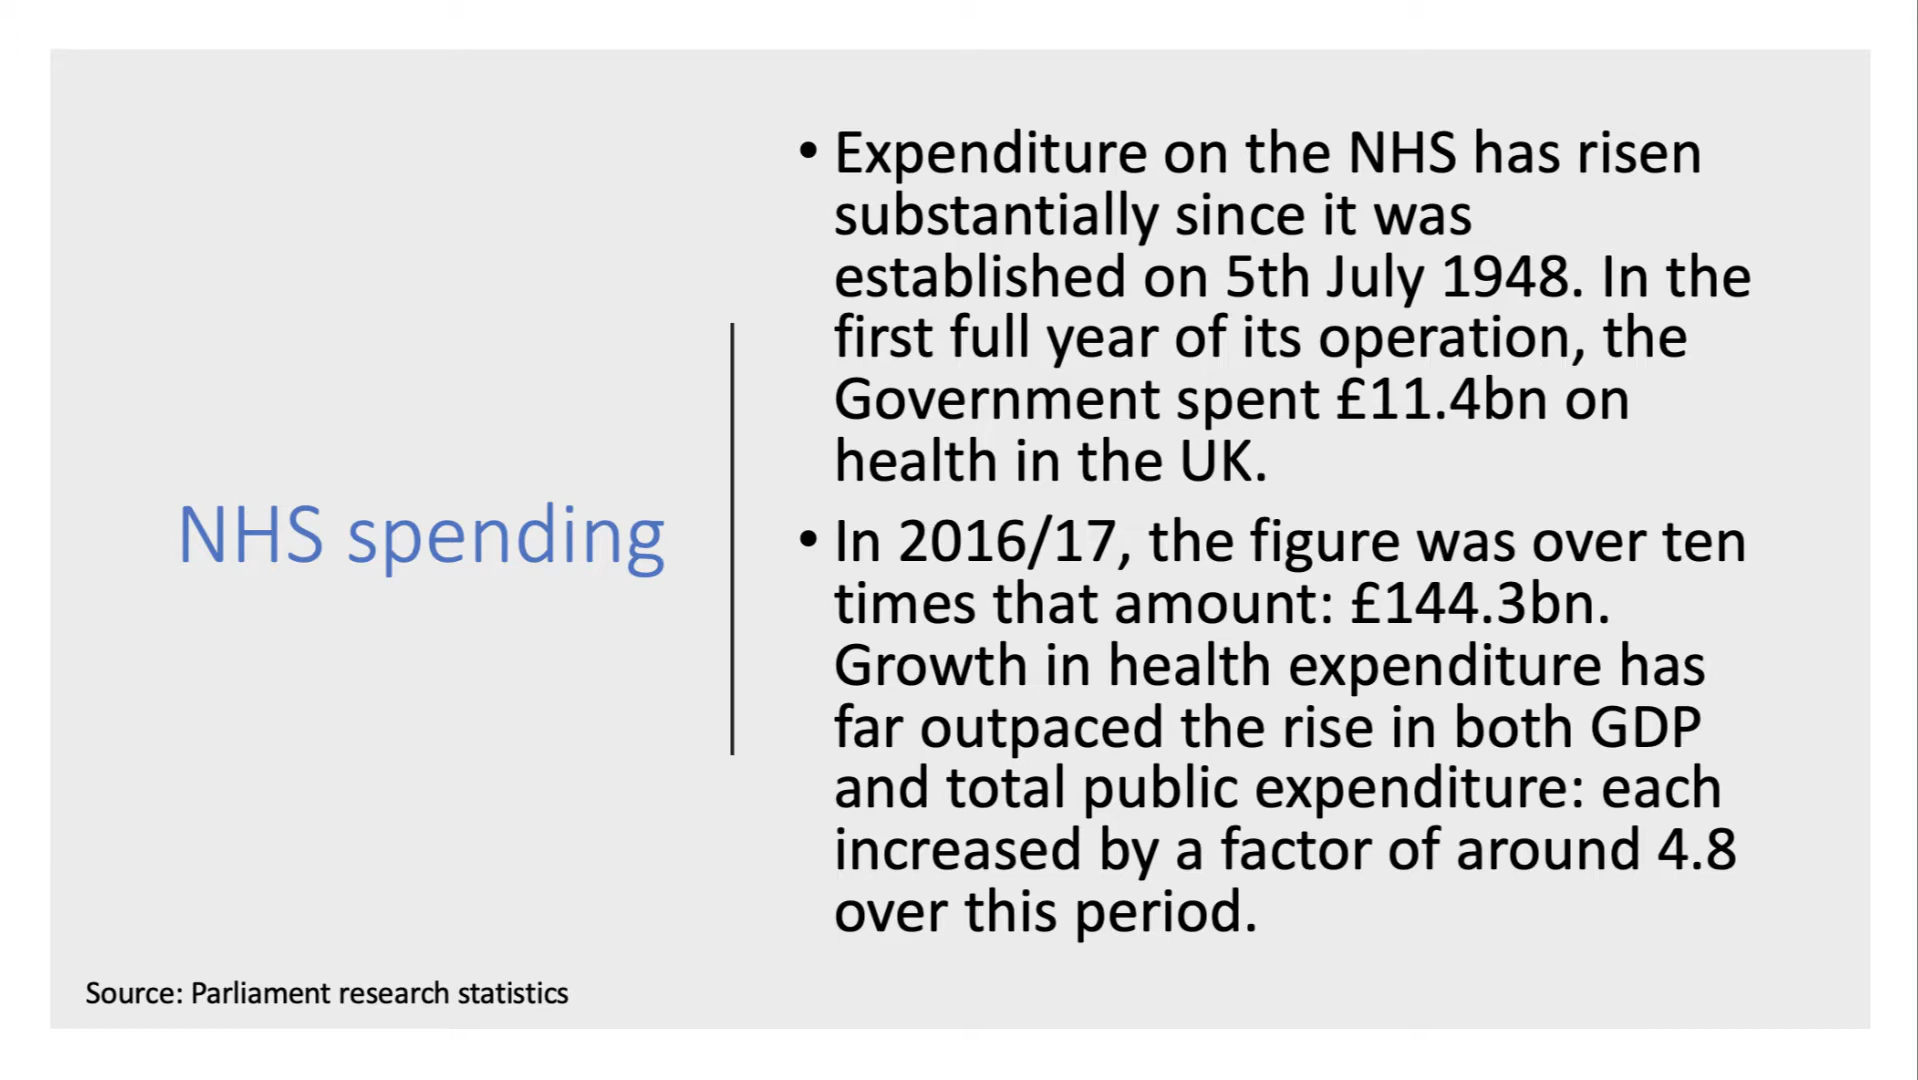 NHS spending
• Expenditure on the NHS has risen
substantially since it was
established on 5th July 1948. In the
first full year of its operation, the
Government spent £11.4bn on
health in the UK.
• In 2016/17, the figure was over ten
times that amount: £144.3bn.
Growth in health expenditure has
far outpaced the rise in both GDP
and total public expenditure: each
increased by a factor of around 4.8
over this period.
Source: Parliament research statistics